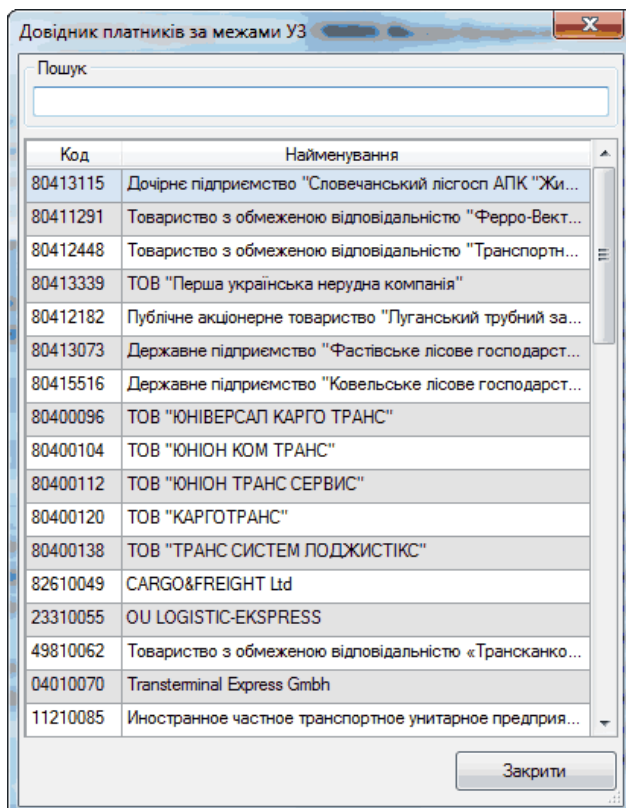 Довідник платників за межами УЗ
Пошук
Код Найменування
80413115 Дочірнє підприємство "Словечанський лісгосп АПК "Жи...
80411291 Товариство з обмеженою відповідальністю "Ферро-Вект...
80412448 Товариство з обмеженою відповідальністю "Транспортн...
80413339 ТОВ "Перша українська нерудна компанія"
80412182 Публічне акціонерне товариство "Луганський трубний за...
80413073 Державне підприємство "Фастівське лісове господарст...
80415516 Державне підприємство "Ковельське лісове господарст...
80400096 ТОВ "ЮНІВЕРСАЛ КАРГО ТРАНС"
80400104 ТОВ "ЮНІОН КОМ ТРАНС"
80400112 ТОВ "ЮНІОН ТРАНС СЕРВИС"
80400120 ТОВ "КАРГОТРАНС"
80400138 ТОВ "ТРАНС СИСТЕМ ЛОДЖИСТІКС"
82610049 CARGO&FREIGHT Ltd
23310055 OU LOGISTIC-EKSPRESS
49810062 Товариство з обмеженою відповідальністю «Трансканко...
04010070 Transterminal Express Gmbh
11210085 Иностранное частное транспортное унитарное предприя...
Закрити